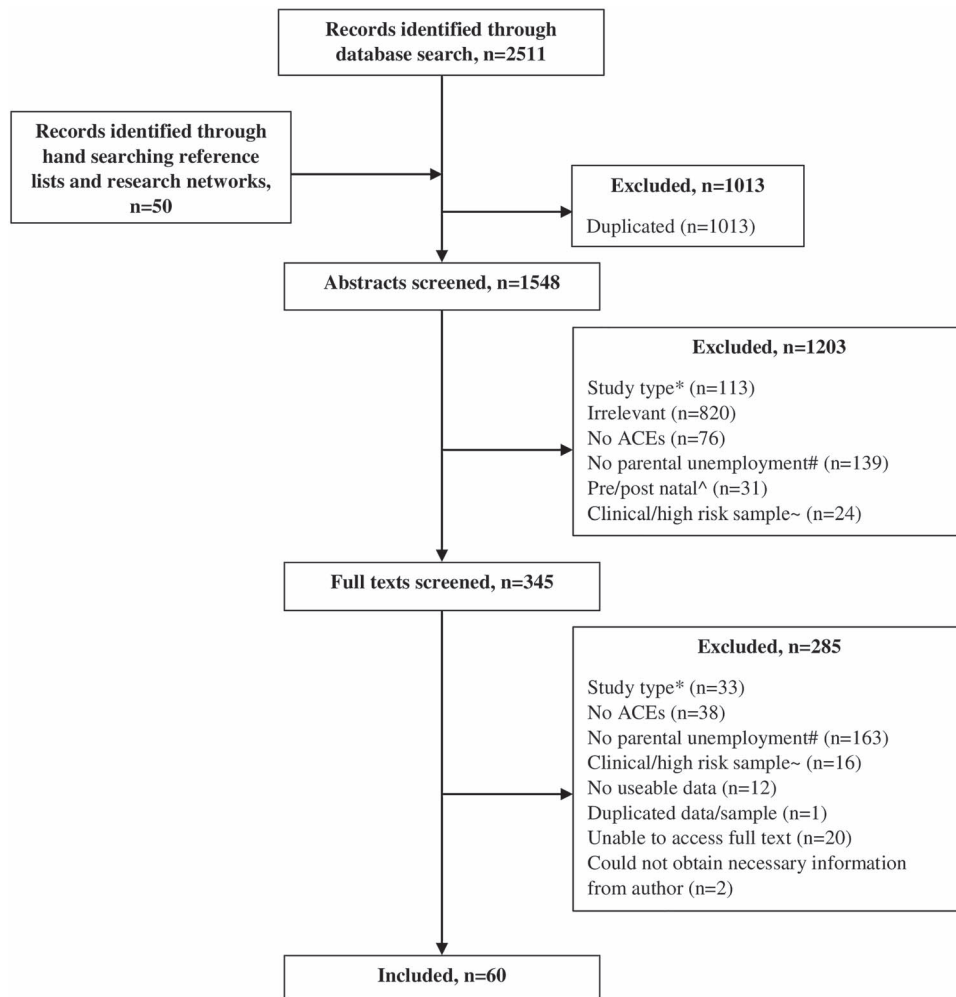 Records identified through
database search, n=2511
Records identified through
hand searching reference
lists and research networks,
n=50
Excluded, n=1013
Duplicated (n=1013)
Abstracts screened, n=1548
Excluded, n=1203
Study type* (n=113)
Irrelevant (n=820)
No ACEs (n=76)
No parental unemployment# (n=139)
Pre/post natal^ (n=31)
Clinical/high risk sample~ (n=24)
Full texts screened, n=345
Excluded, n=285
Study type* (n=33)
No ACEs (n=38)
No parental unemployment# (n=163)
Clinical/high risk sample~ (n=16)
No useable data (n=12)
Duplicated data/sample (n=1)
Unable to access full text (n=20)
Could not obtain necessary information
from author (n=2)
Included, n=60